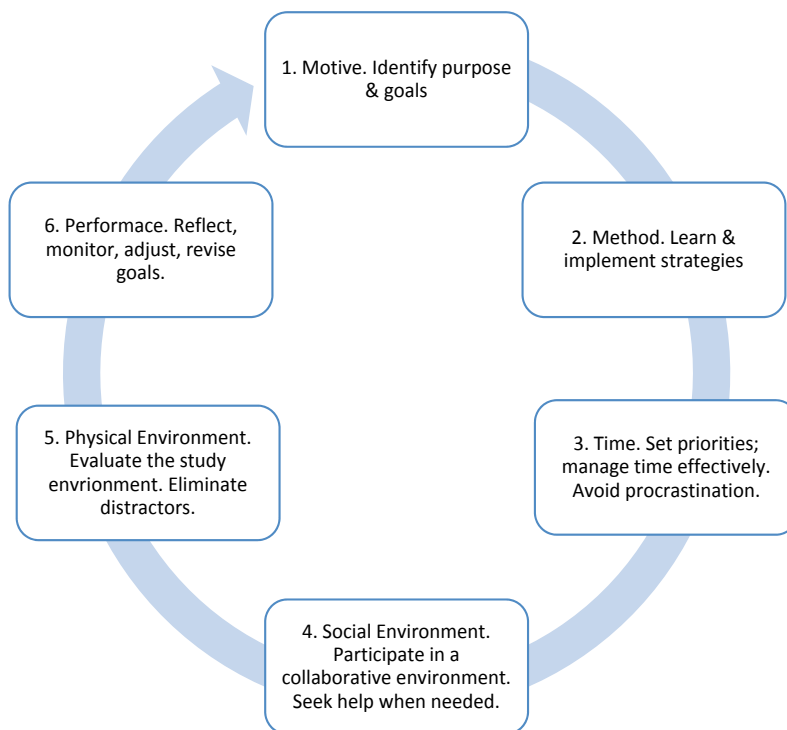 1. Motive. Identify purpose
& goals
2. Method. Learn &
implement strategies
3. Time. Set priorities;
manage time effectively.
Avoid procrastination.
4. Social Environment.
Participate in a
collaborative environment.
Seek help when needed.
5. Physical Environment.
Evaluate the study
envrionment. Eliminate
distractors.
6. Performace. Reflect,
monitor, adjust, revise
goals.